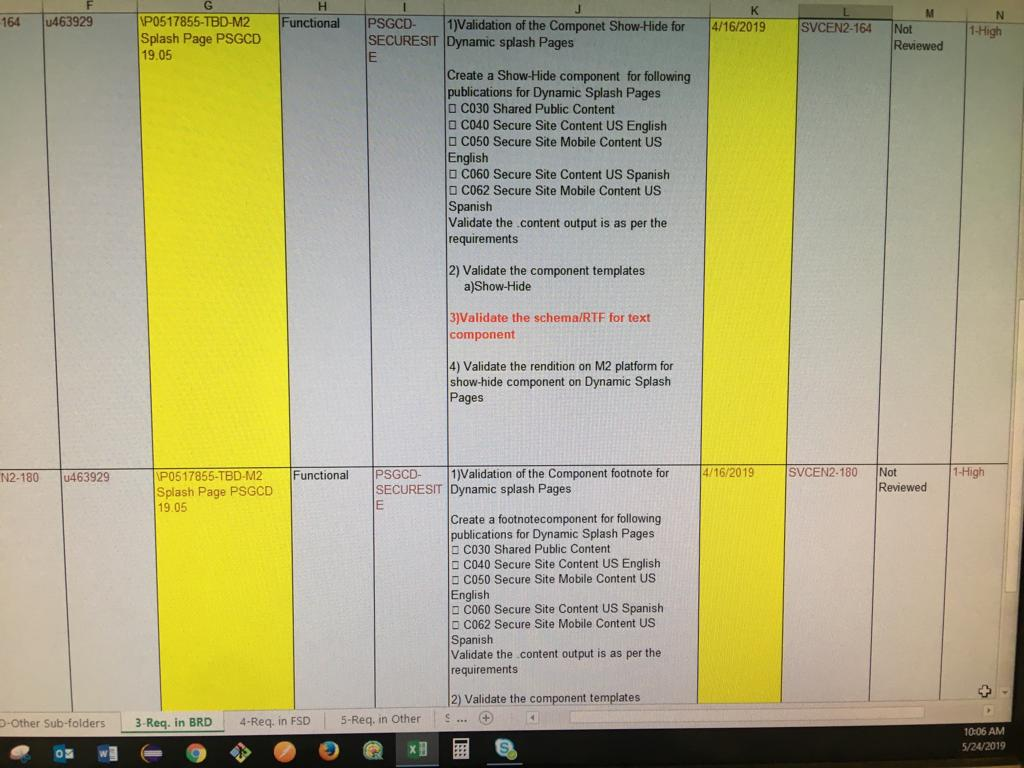 F G H I J K L M N
164
u463929
\P0517855-TBD-M2
Splash Page PSGCD
19.05
Functional
PSGCD-
SECURESIT
E
1)Validation of the Componet Show-Hide for
Dynamic splash Pages
Create a Show-Hide component for following
publications for Dynamic Splash Pages
C030 Shared Public Content
C040 Secure Site Content US English
C050 Secure Site Mobile Content US
English
C060 Secure Site Content US Spanish
C062 Secure Site Mobile Content US
Spanish
Validate the .content output is as per the
requirements
2) Validate the component templates
a)Show-Hide
3)Validate the schema/RTF for text
component
4) Validate the rendition on M2 platform for
show-hide component on Dynamic Splash
Pages
4/16/2019
SVCEN2-164
Not
Reviewed
1-High
N2-180
u463929
\P0517855-TBD-M2
Splash Page PSGCD
19.05
Functional
PSGCD-
SECURESIT
E
1)Validation of the Component footnote for
Dynamic splash Pages
Create a footnotecomponent for following
publications for Dynamic Splash Pages
C030 Shared Public Content
C040 Secure Site Content US English
C050 Secure Site Mobile Content US
English
C060 Secure Site Content US Spanish
C062 Secure Site Mobile Content US
Spanish
Validate the .content output is as per the
requirements
2) Validate the component templates
4/16/2019
SVCEN2-180
Not
Reviewed
1-High
-Other Sub-folders 3-Req. in BRD 4-Req. in FSD 5-Req. in Other ...
10:06 AM
5/24/2019